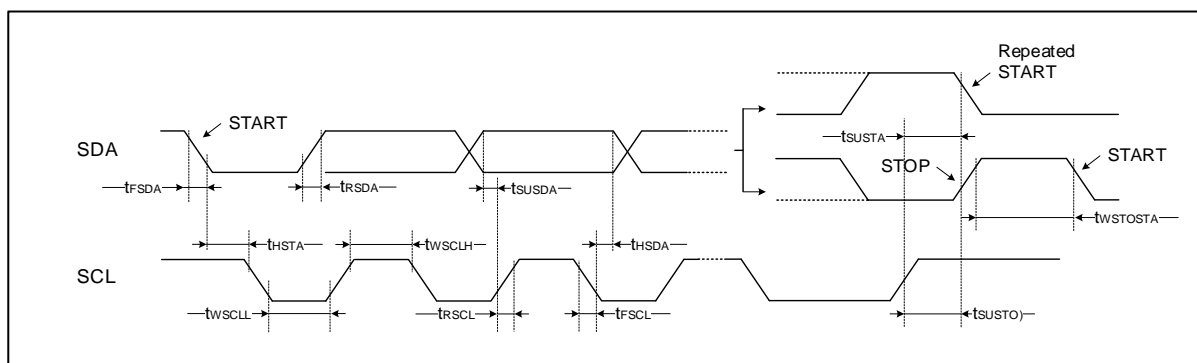 Repeated
START
START
tSUSTA
SDA
STOP
START
tFSDA
tRSDA
tSUSDA
tWSTOSTA
tHSTA
tWSCLH
tHSDA
SCL
tWSCLL
tRSCL
tFSCL
tSUSTO)